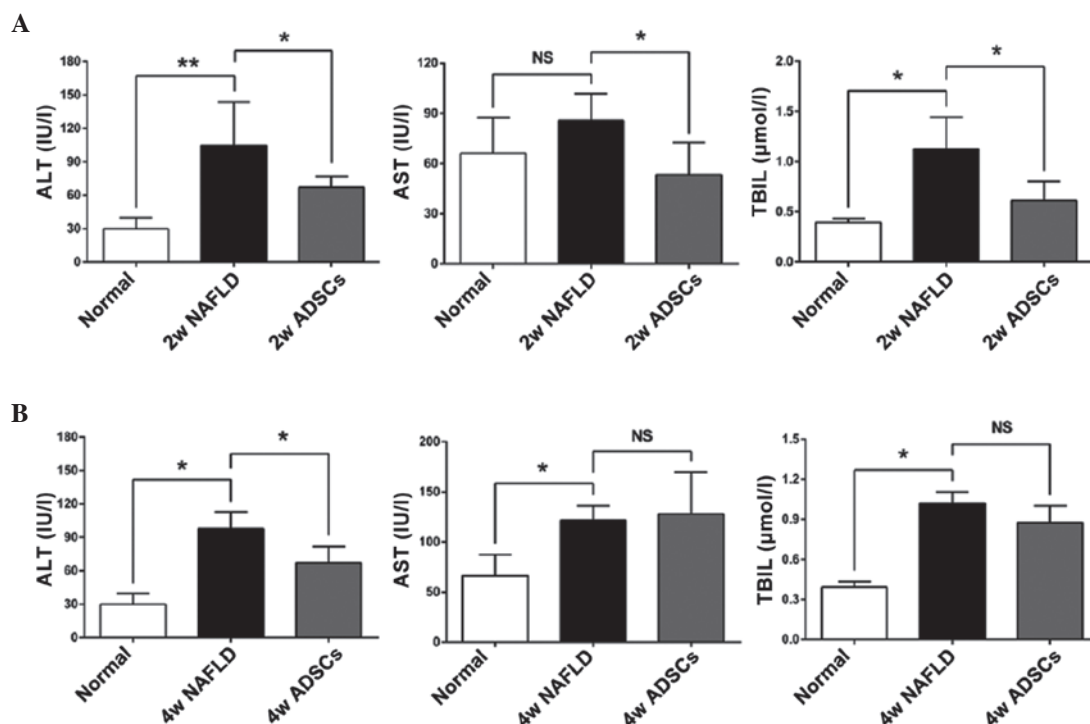 A
ALT (IU/l)
180
150
120
90
60
30
0
**
*
Normal
2w NAFLD
2w ADSCs
AST (IU/l)
120
90
60
30
0
NS
*
Normal
2w NAFLD
2w ADSCs
TBIL (μmol/l)
2.0
1.5
1.0
0.5
0.0
*
*
Normal
2w NAFLD
2w ADSCs
B
ALT (IU/l)
180
150
120
90
60
30
0
*
*
Normal
4w NAFLD
4w ADSCs
AST (IU/l)
200
150
100
50
0
*
NS
Normal
4w NAFLD
4w ADSCs
TBIL (μmol/l)
1.5
1.2
0.9
0.6
0.3
0.0
*
NS
Normal
4w NAFLD
4w ADSCs